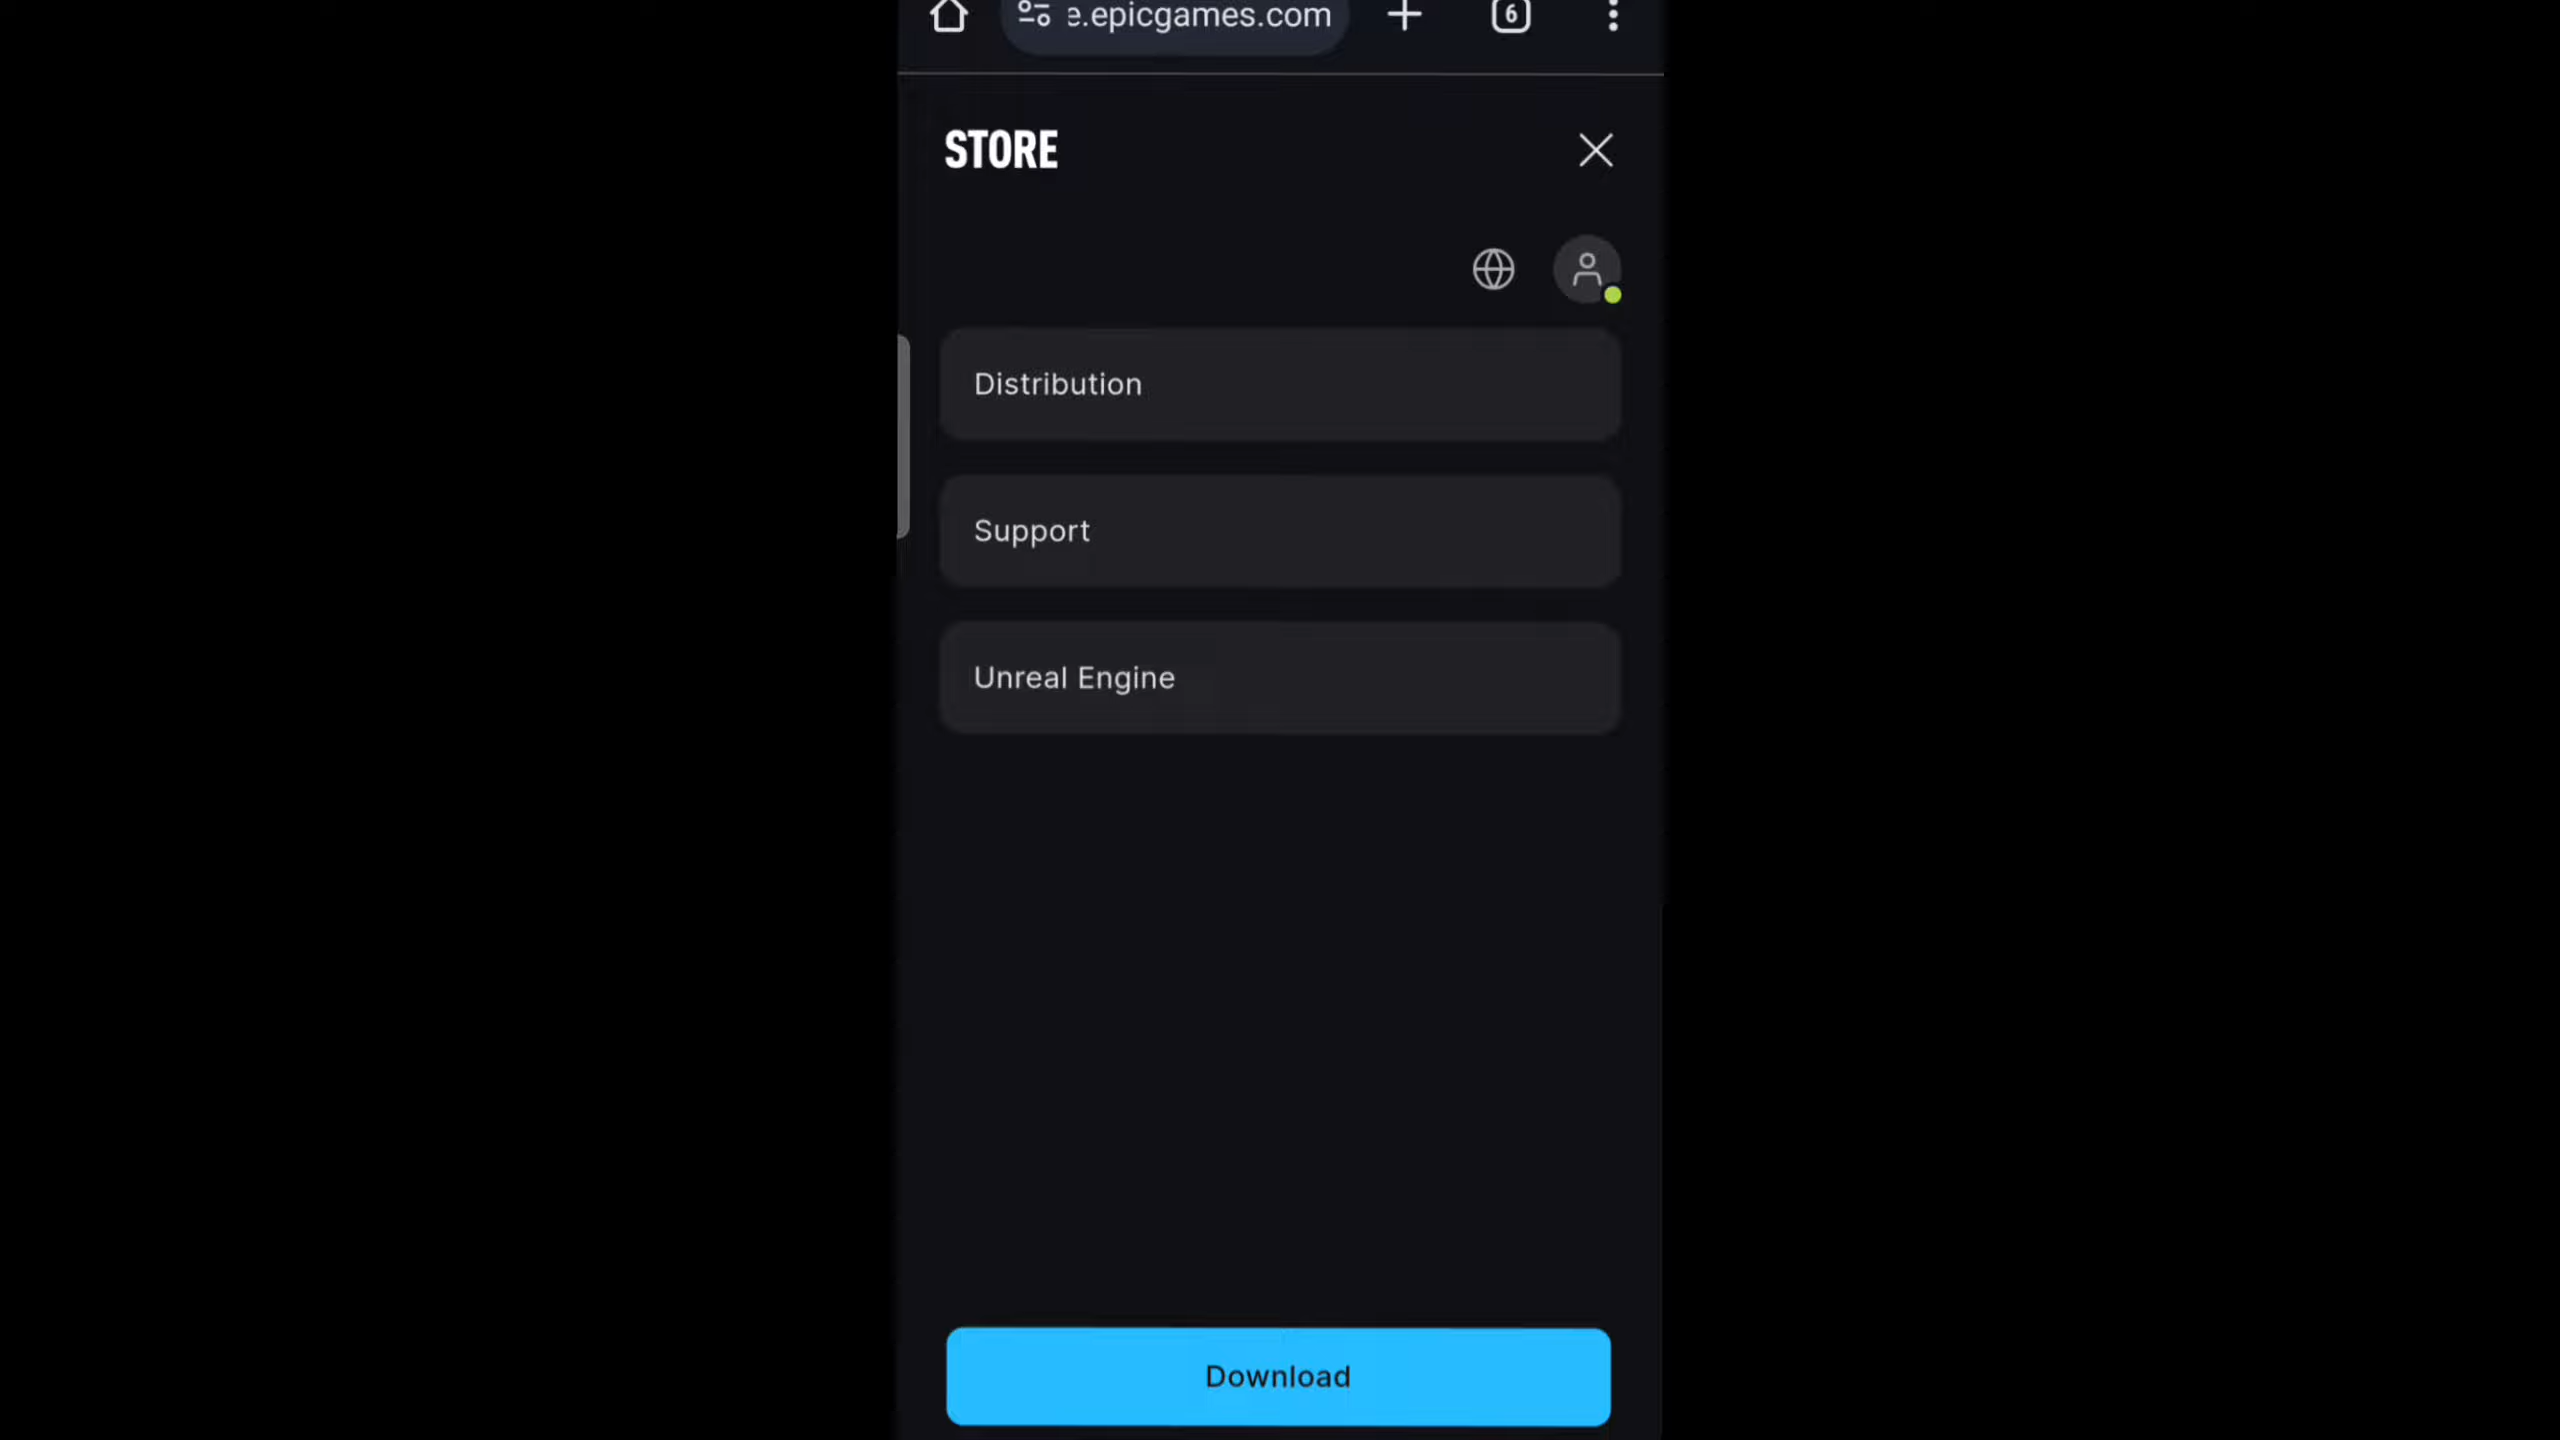 e.epicgames.com
6
STORE
Distribution
Support
Unreal Engine
Download